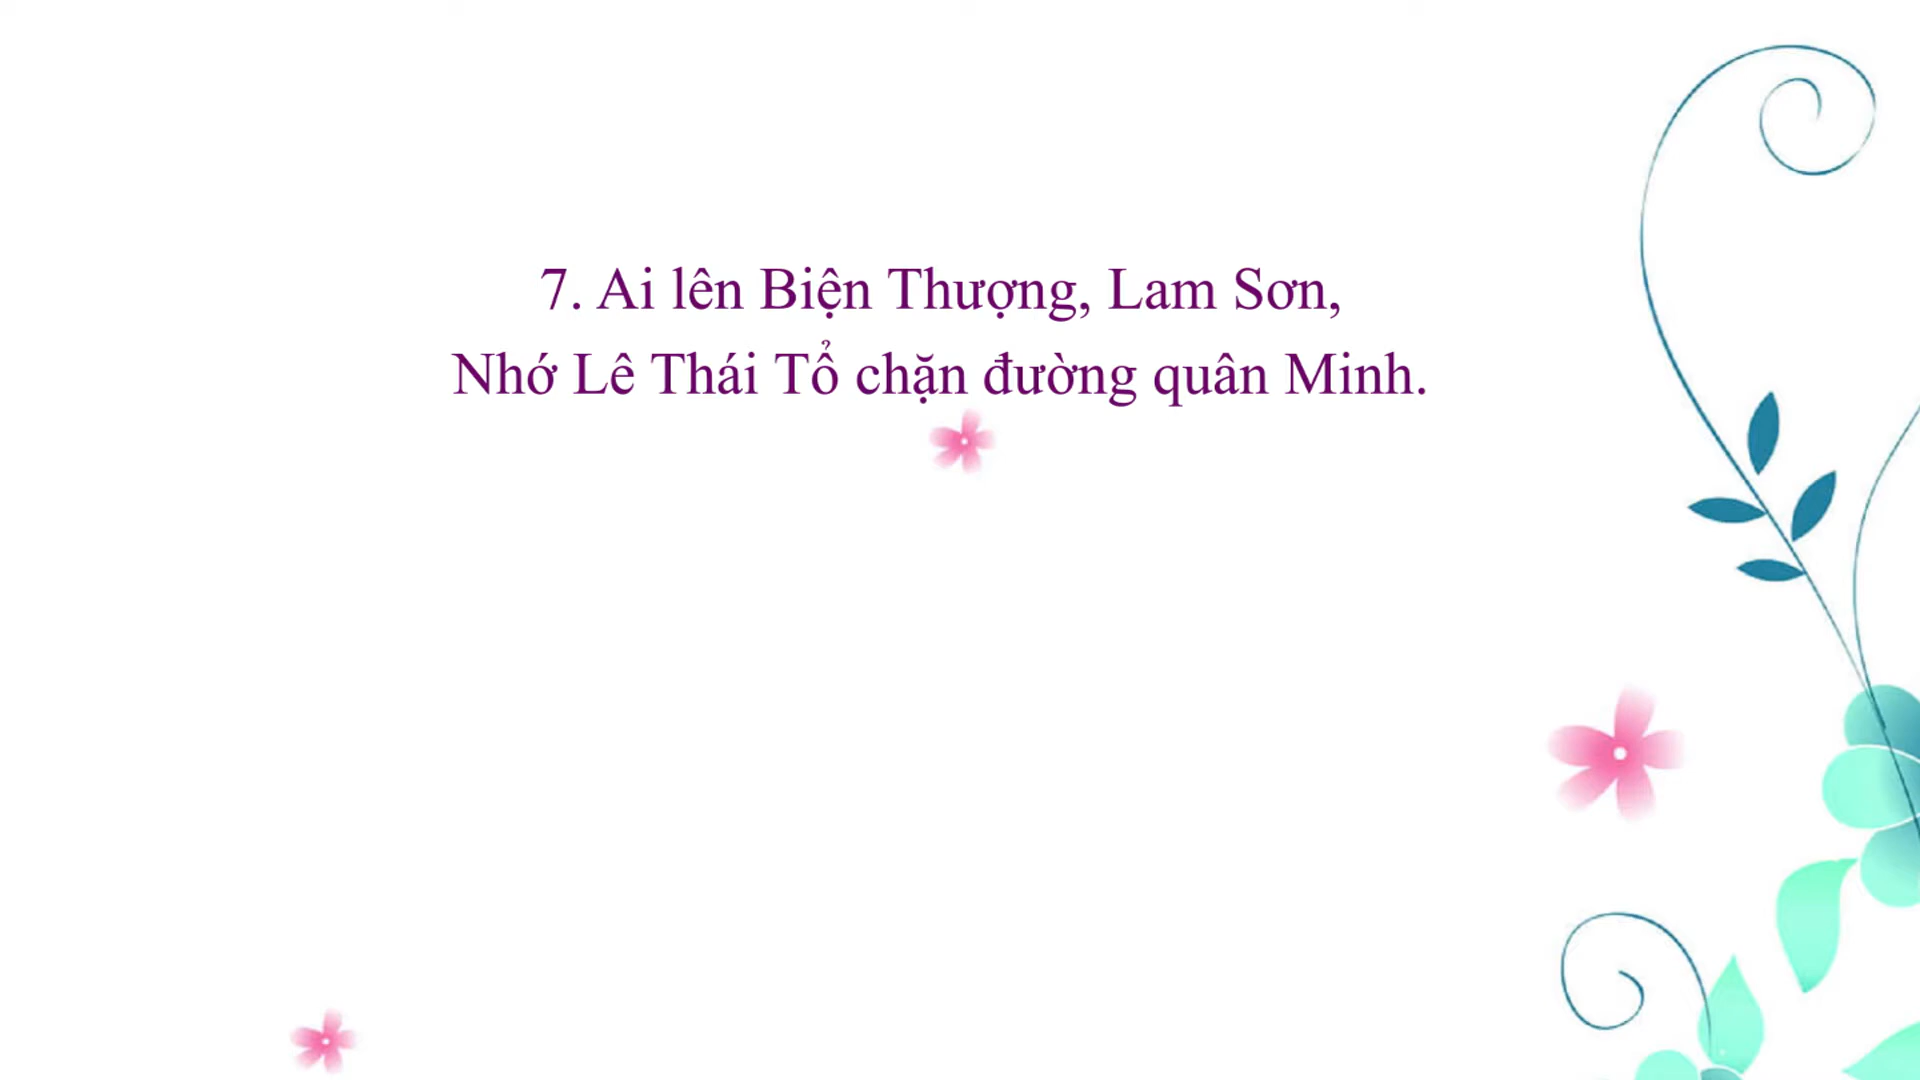 7. Ai lên Biện Thượng, Lam Sơn,
Nhớ Lê Thái Tổ chặn đường quân Minh.